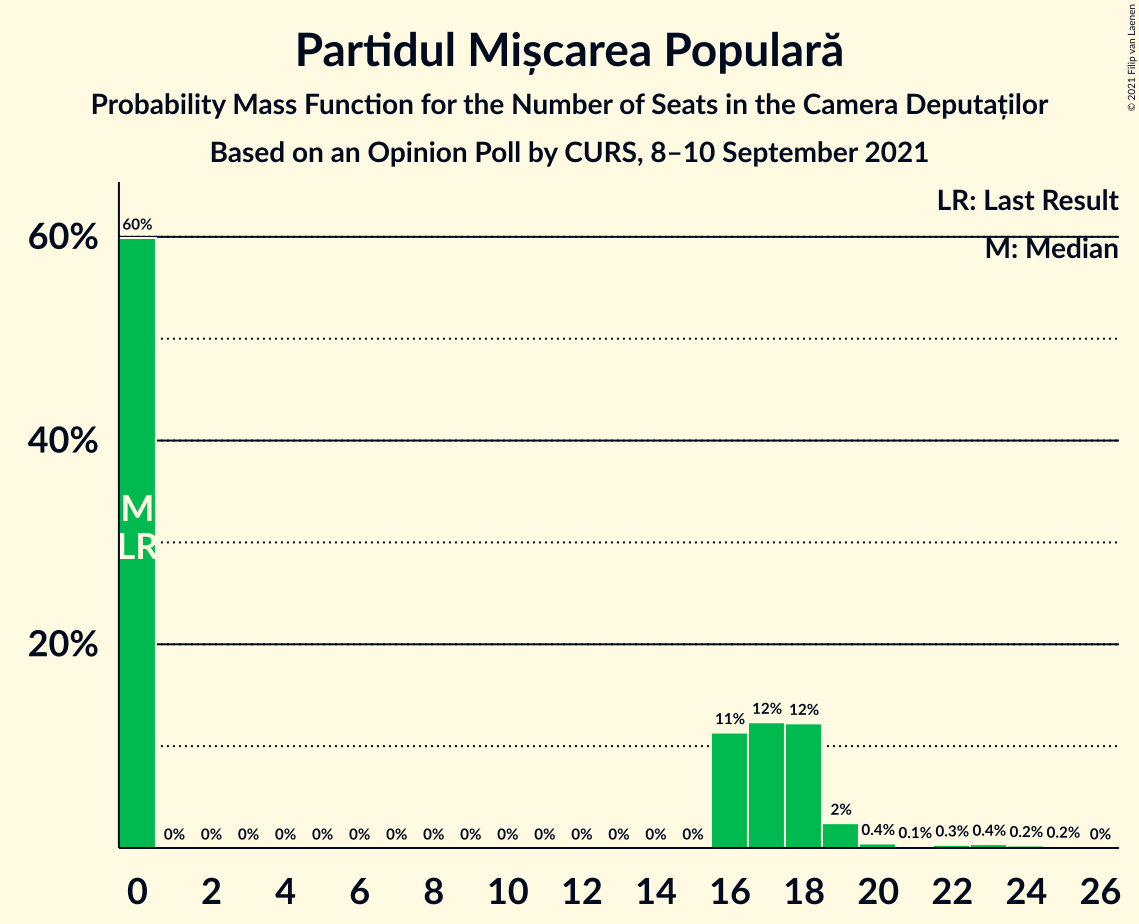 Partidul Mișcarea Populară
Probability Mass Function for the Number of Seats in the Camera Deputaților
Based on an Opinion Poll by CURS, 8–10 September 2021
© 2021 Filip van Laenen
LR: Last Result
M: Median
60%
40%
20%
60%
M
LR
0% 0% 0% 0% 0% 0% 0% 0% 0% 0% 0% 0% 0% 0% 0% 11% 12% 12% 2% 0.4% 0.1% 0.3% 0.4% 0.2% 0.2% 0%
0 2 4 6 8 10 12 14 16 18 20 22 24 26